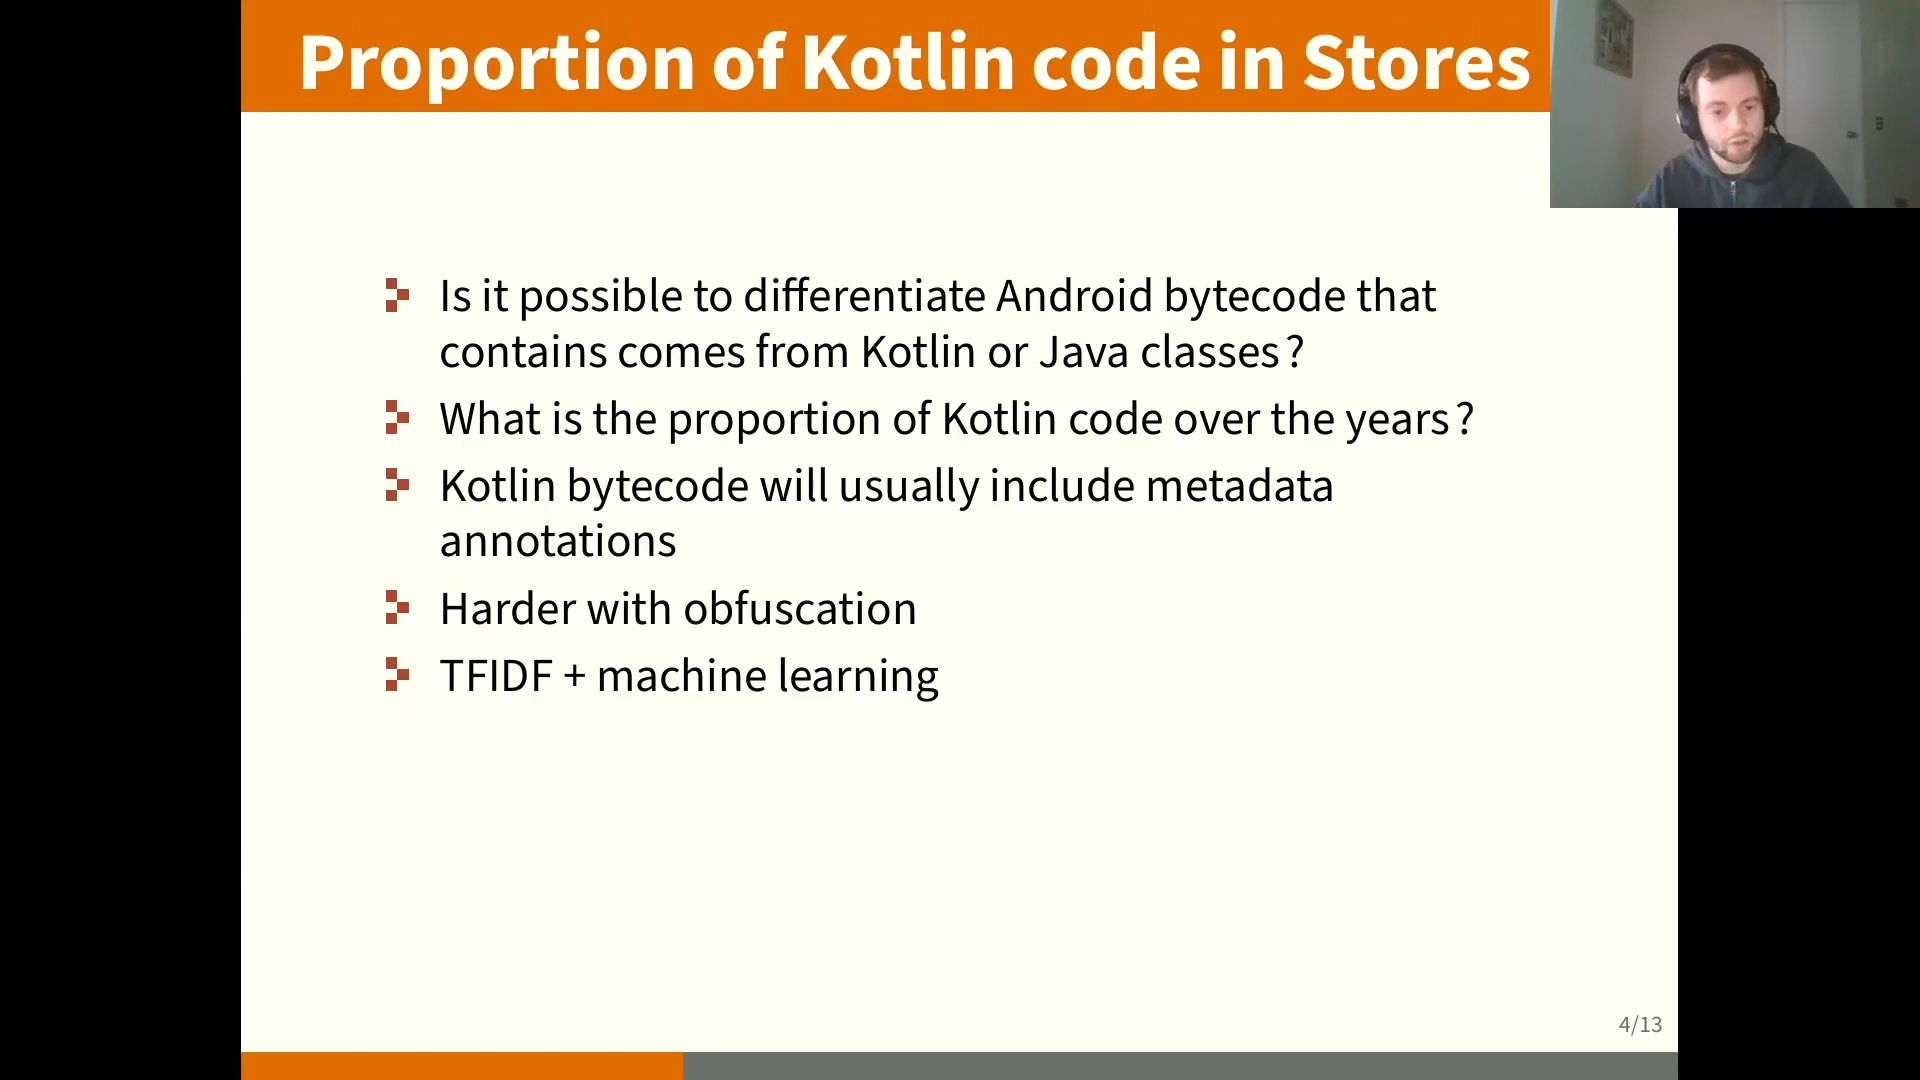 Proportion of Kotlin code in Stores
Is it possible to differentiate Android bytecode that
contains comes from Kotlin or Java classes ?
What is the proportion of Kotlin code over the years ?
Kotlin bytecode will usually include metadata
annotations
Harder with obfuscation
TFIDF + machine learning
4/13